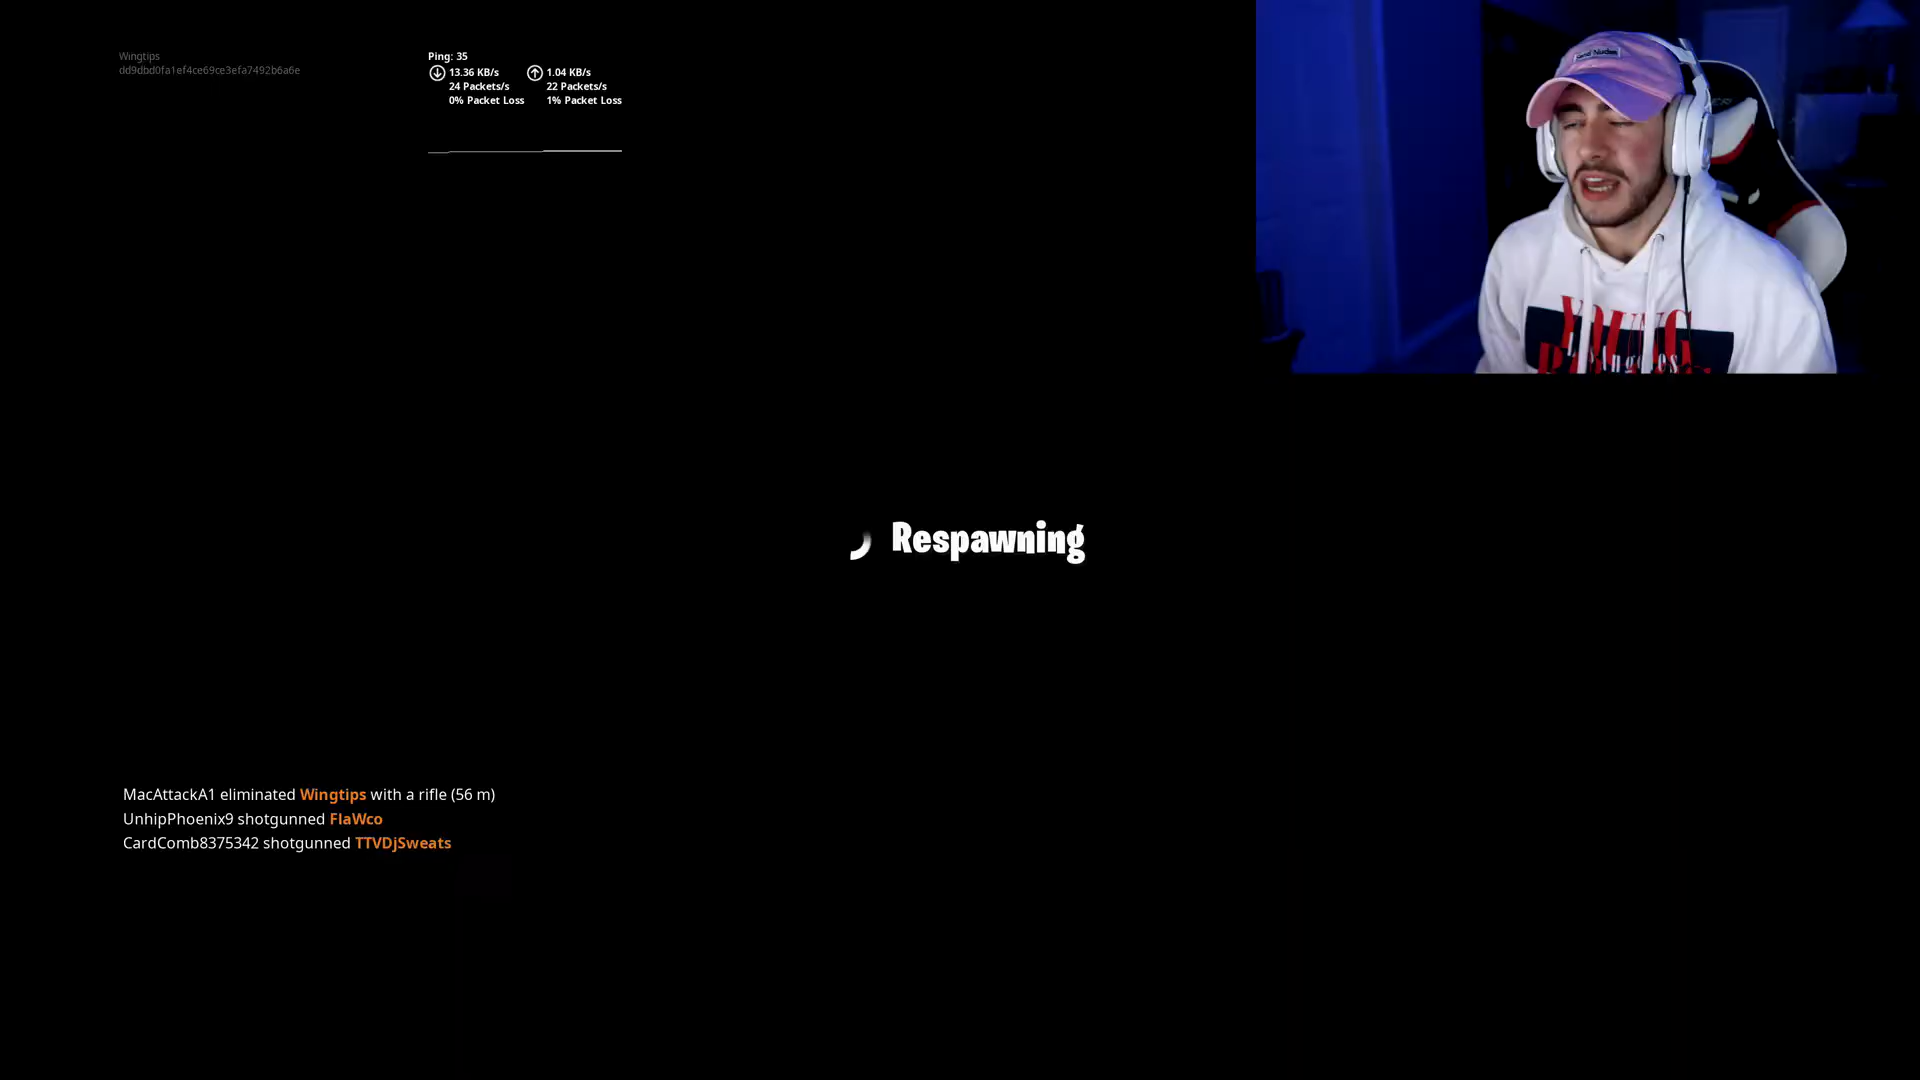 Wingtips
dd9dbd0fa1ef4ce69ce3efa7492b6a6e
Ping: 35
13.36 KB/s 1.04 KB/s
24 Packets/s 22 Packets/s
0% Packet Loss 1% Packet Loss
Respawning
MacAttackA1 eliminated Wingtips with a rifle (56 m)
UnhipPhoenix9 shotgunned FlaWco
CardComb8375342 shotgunned TTVDjSweats
YOUNG